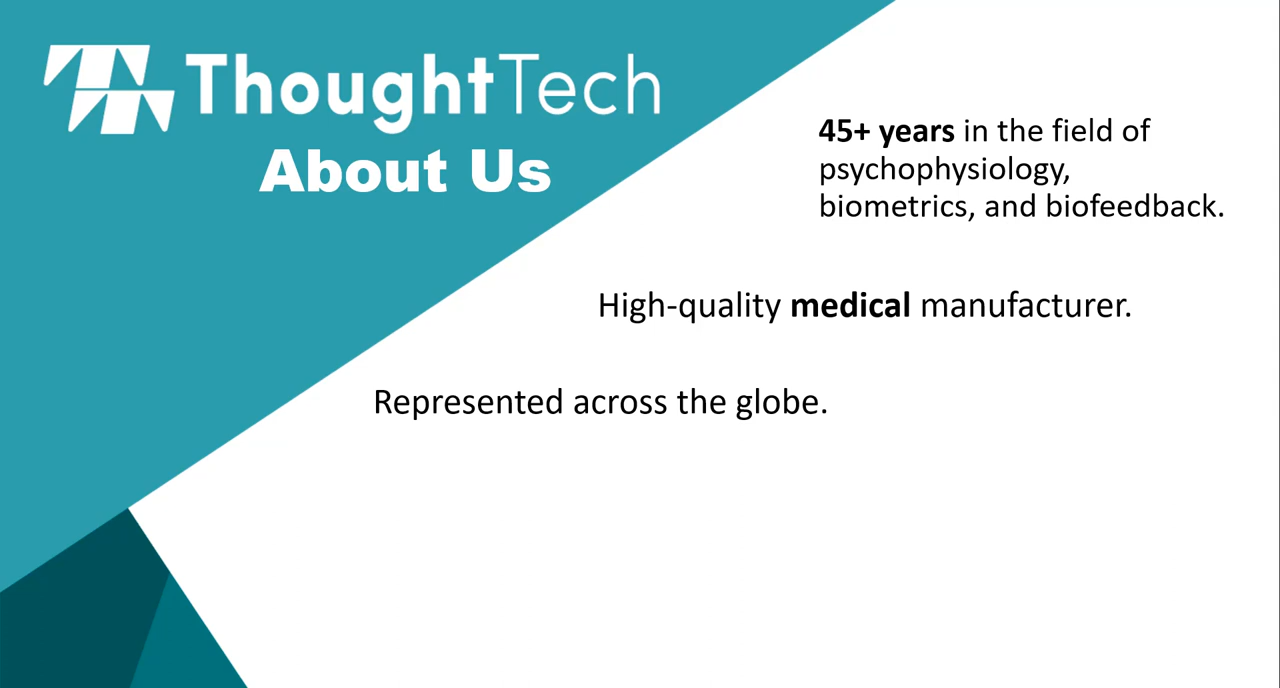 ThoughtTech
About Us
45+ years in the field of
psychophysiology,
biometrics, and biofeedback.
High-quality medical manufacturer.
Represented across the globe.